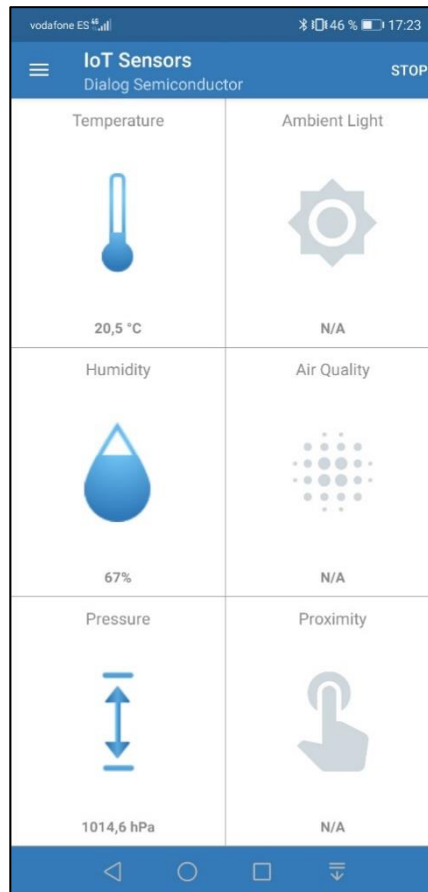 vodafone ES 46 % 17:23
IoT Sensors STOP
Dialog Semiconductor
Temperature Ambient Light
20,5 °C N/A
Humidity Air Quality
67% N/A
Pressure Proximity
1014,6 hPa N/A